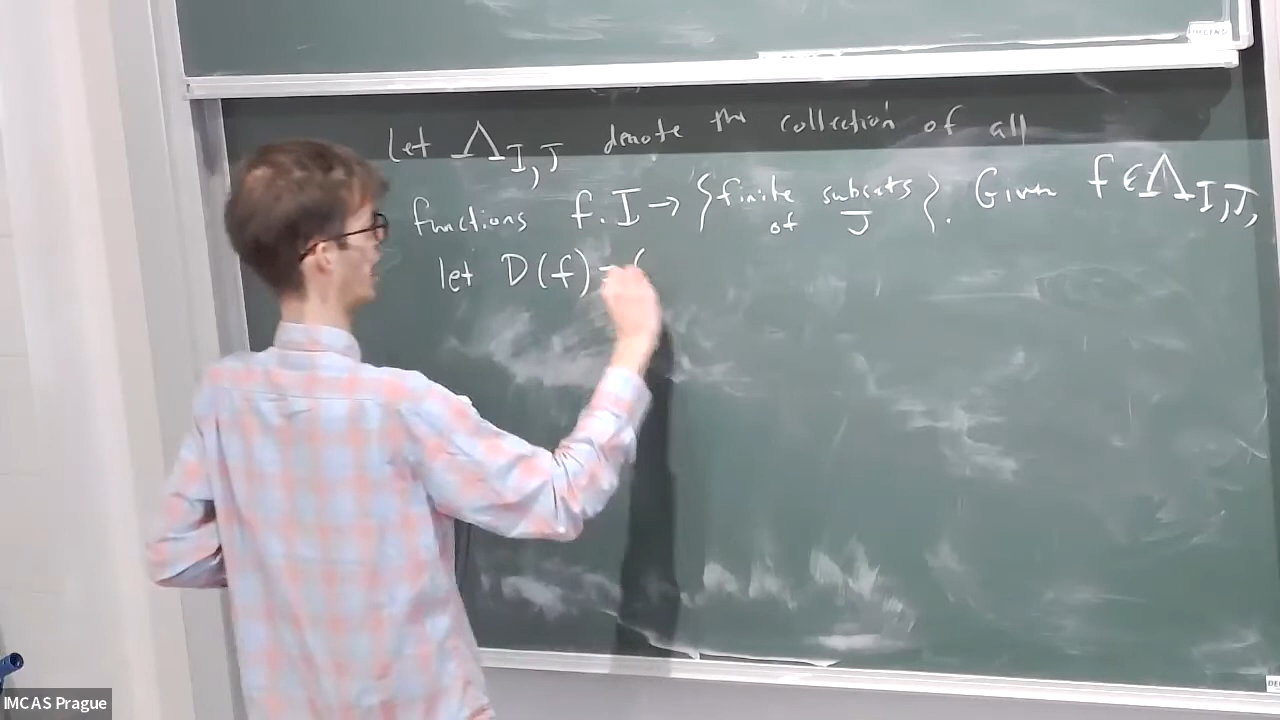 Let Λ_{I,J} denote the collection of all
functions f: I → {finite subsets of J}. Given f ∈ Λ_{I,J},
let D(f) = (
IMCAS Prague